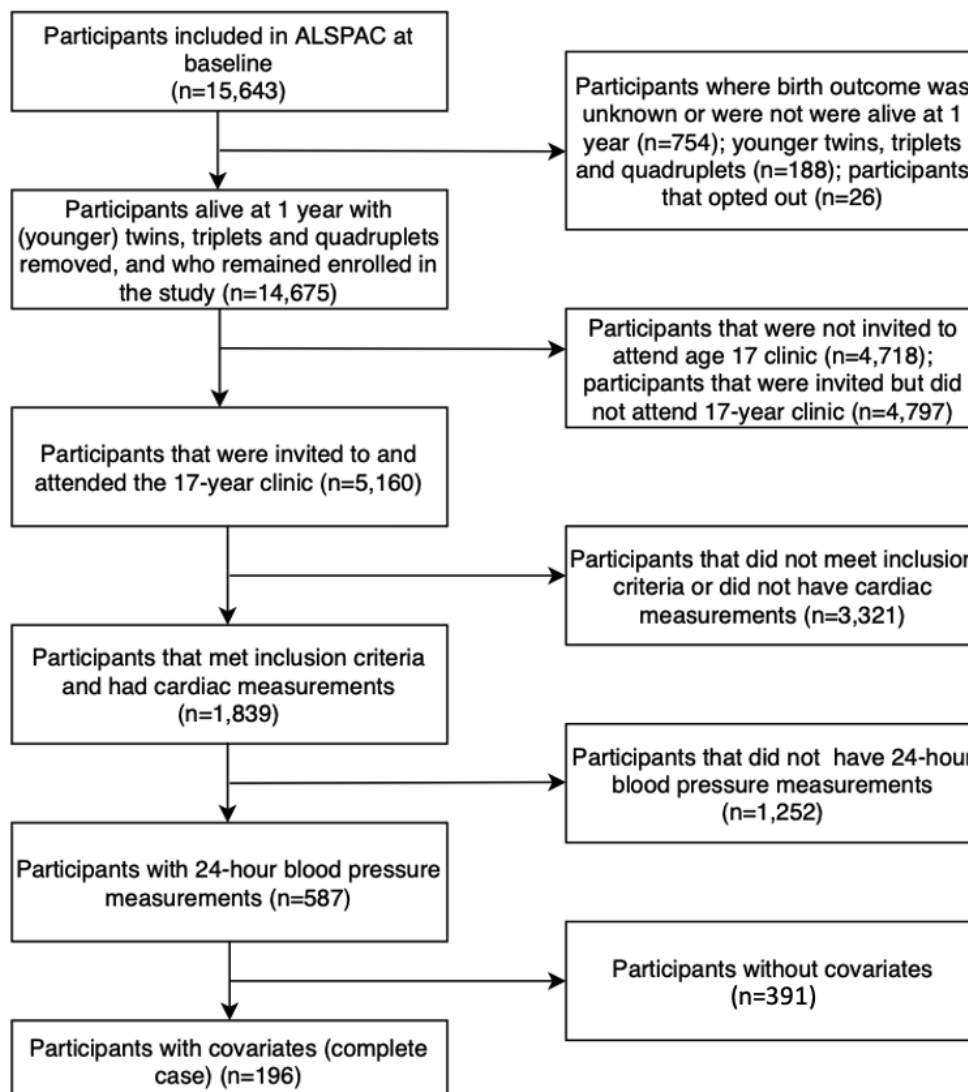 Participants included in ALSPAC at
baseline
(n=15,643)
Participants where birth outcome was
unknown or were not were alive at 1
year (n=754); younger twins, triplets
and quadruplets (n=188); participants
that opted out (n=26)
Participants alive at 1 year with
(younger) twins, triplets and quadruplets
removed, and who remained enrolled in
the study (n=14,675)
Participants that were not invited to
attend age 17 clinic (n=4,718);
participants that were invited but did
not attend 17-year clinic (n=4,797)
Participants that were invited to and
attended the 17-year clinic (n=5,160)
Participants that did not meet inclusion
criteria or did not have cardiac
measurements (n=3,321)
Participants that met inclusion criteria
and had cardiac measurements
(n=1,839)
Participants that did not have 24-hour
blood pressure measurements
(n=1,252)
Participants with 24-hour blood pressure
measurements (n=587)
Participants without covariates
(n=391)
Participants with covariates (complete
case) (n=196)